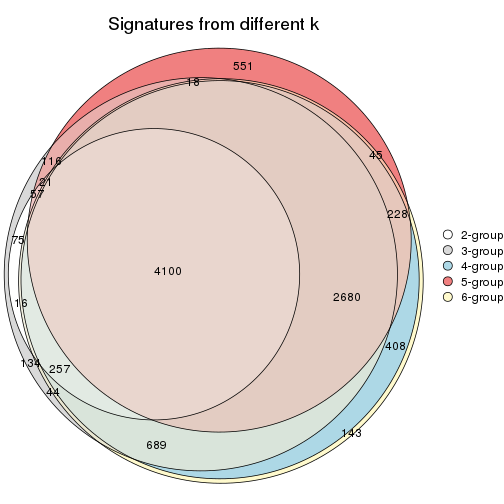 Signatures from different k
551
18
45
116
21
57
228
75
4100
2680
16
408
134
257
44
143
689
2-group
3-group
4-group
5-group
6-group